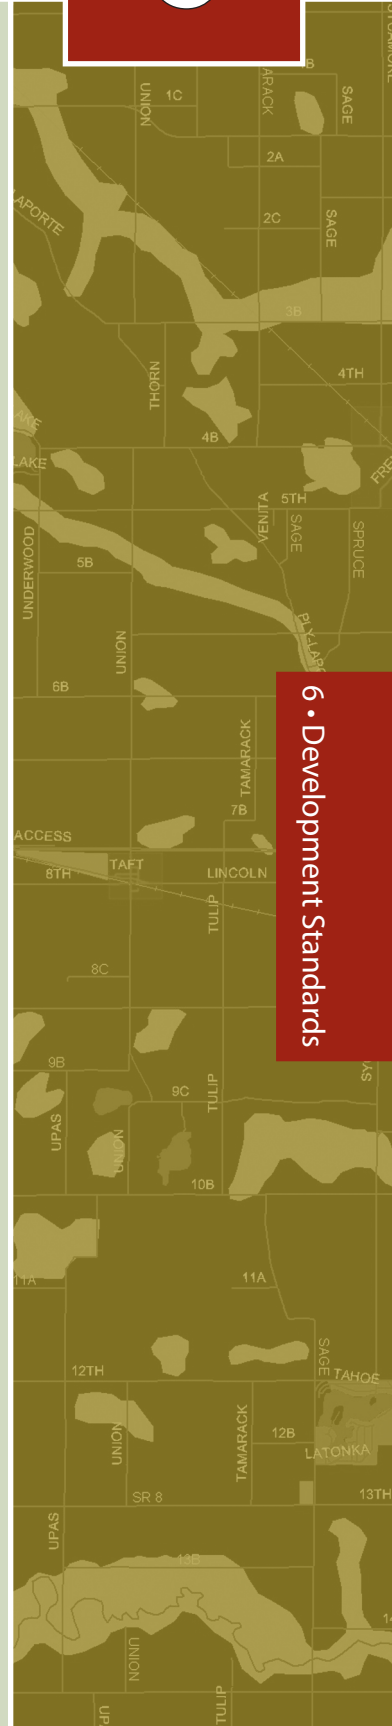 UNION
1C
SAGE
2A
LAPORTE
2C
SAGE
3B
THORN
4TH
4B
LAKE
5TH
VENITA
SAGE
SPRUCE
UNDERWOOD
5B
UNION
6B
6 • Development Standards
TAMARACK
7B
ACCESS
TAFT
8TH
LINCOLN
TULIP
8C
9B
9C
TULIP
UPAS
UNION
10B
11A
11A
12TH
SAGE
TAHOE
UNION
TAMARACK
12B
LATONKA
SR 8
13TH
UPAS
13B
UNION
TULIP